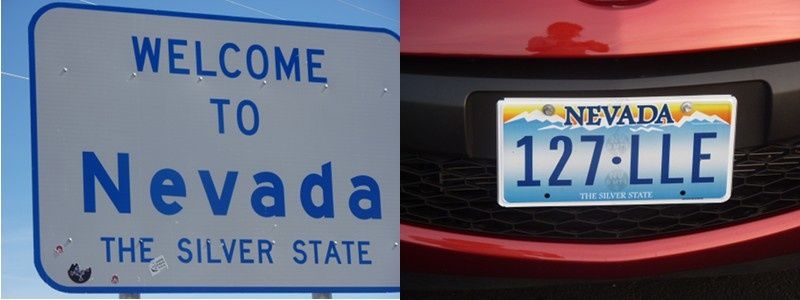 WELCOME
TO
Nevada
THE SILVER STATE
NEVADA
127·LLE
THE SILVER STATE